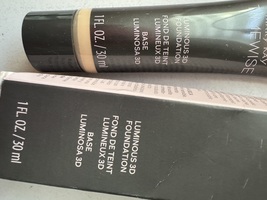 LUMINOUS 3D
FOUNDATION
FOND DE TEINT
LUMINEUX 3D
BASE
LUMINOSA 3D
1 FL OZ. / 30 mL
EWISE
LUMINOUS 3D
FOUNDATION
FOND DE TEINT
LUMINEUX 3D
BASE
LUMINOSA 3D
1 FL OZ. / 30 ml